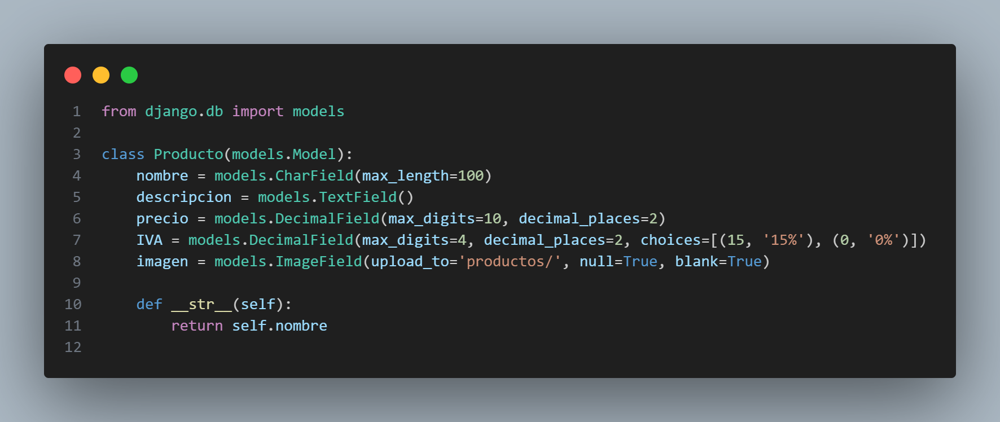 1 from django.db import models
2
3 class Producto(models.Model):
4     nombre = models.CharField(max_length=100)
5     descripcion = models.TextField()
6     precio = models.DecimalField(max_digits=10, decimal_places=2)
7     IVA = models.DecimalField(max_digits=4, decimal_places=2, choices=[(15, '15%'), (0, '0%')])
8     imagen = models.ImageField(upload_to='productos/', null=True, blank=True)
9
10     def __str__(self):
11         return self.nombre
12